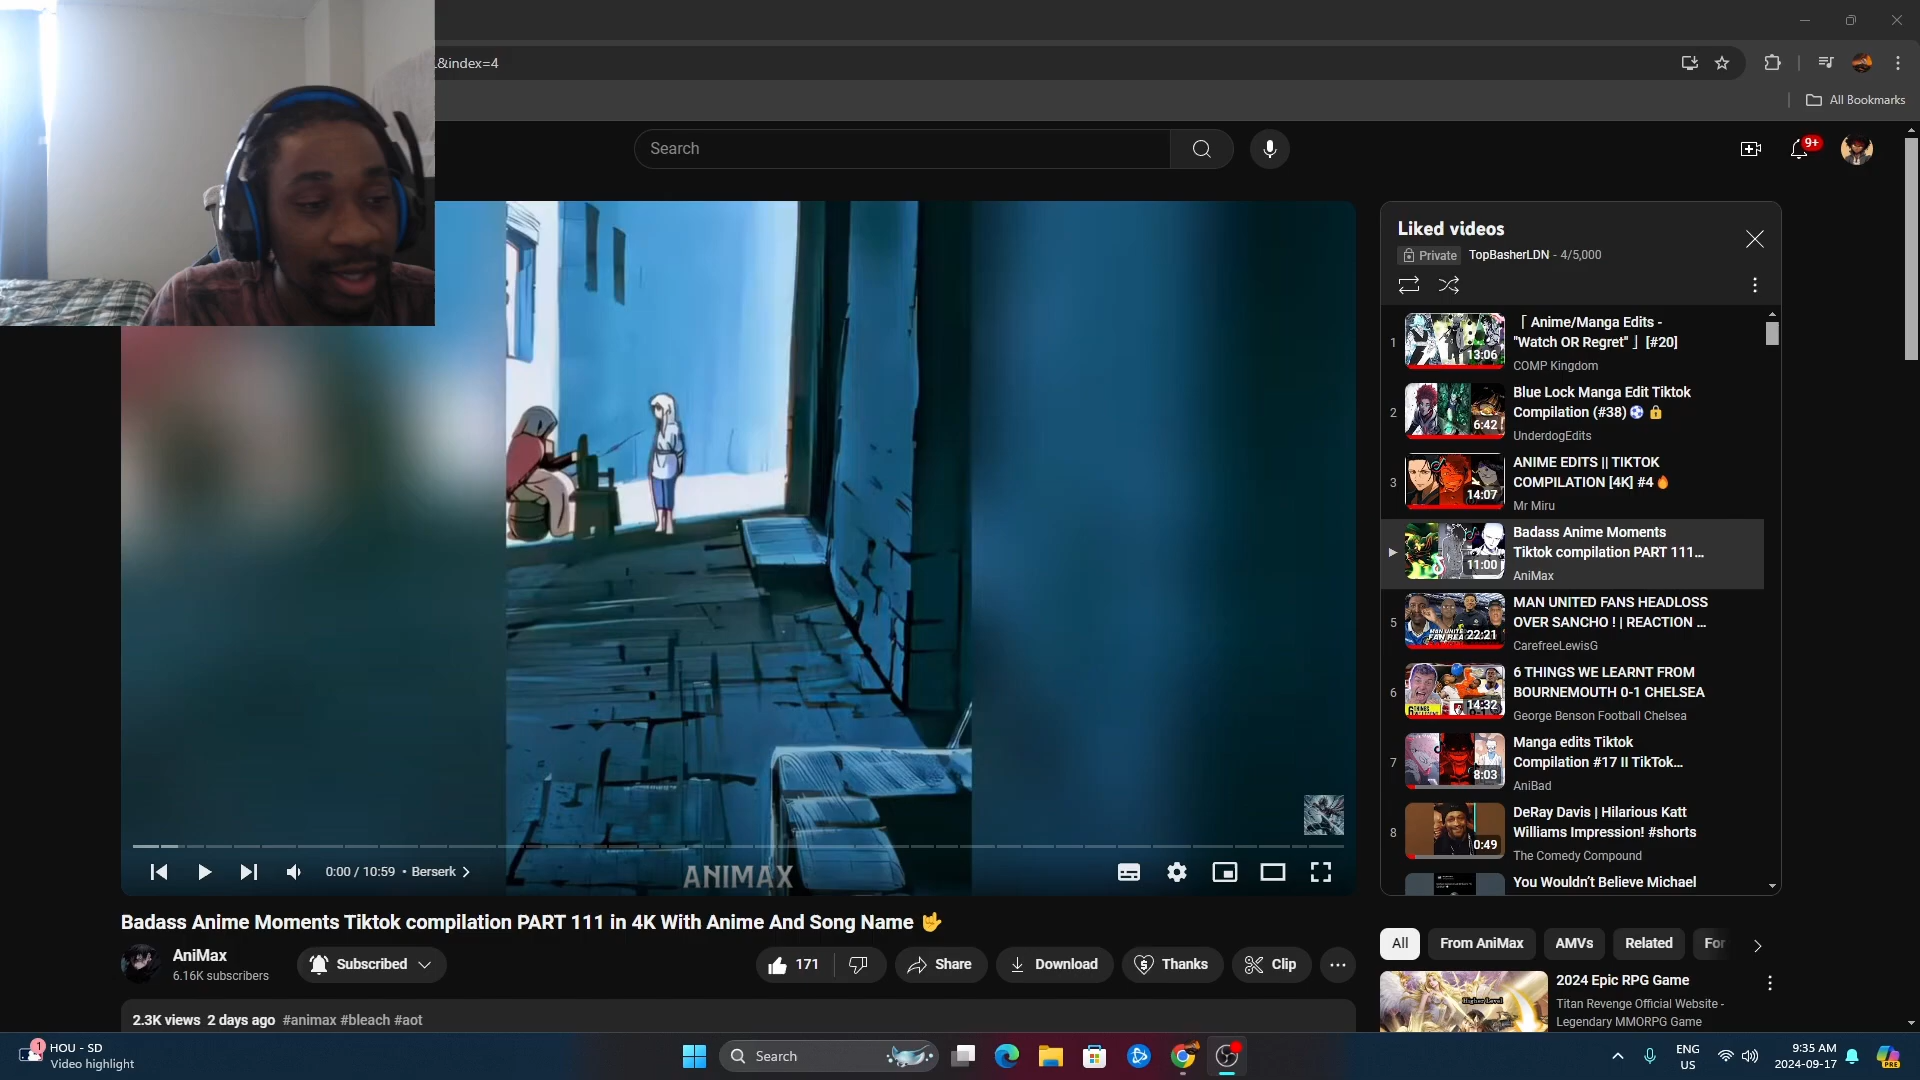 &index=4
All Bookmarks
Search
9+
Liked videos
Private TopBasherLDN - 4/5,000
1
「 Anime/Manga Edits -
"Watch OR Regret" 」 [#20]
13:06
COMP Kingdom
2
Blue Lock Manga Edit Tiktok
Compilation (#38) ⚽ 🔒
6:42
UnderdogEdits
3
ANIME EDITS || TIKTOK
COMPILATION [4K] #4 🔥
14:07
Mr Miru
Badass Anime Moments
Tiktok compilation PART 111...
11:00
AniMax
5
MAN UNITED FANS HEADLOSS
OVER SANCHO ! | REACTION ...
22:21
CarefreeLewisG
6
6 THINGS WE LEARNT FROM
BOURNEMOUTH 0-1 CHELSEA
14:32
George Benson Football Chelsea
7
Manga edits Tiktok
Compilation #17 II TikTok...
8:03
AniBad
8
DeRay Davis | Hilarious Katt
Williams Impression! #shorts
0:49
The Comedy Compound
You Wouldn't Believe Michael
ANIMAX
0:00 / 10:59 • Berserk
Badass Anime Moments Tiktok compilation PART 111 in 4K With Anime And Song Name 🤟
AniMax
6.16K subscribers
Subscribed
171
Share
Download
Thanks
Clip
2.3K views 2 days ago #animax #bleach #aot
All
From AniMax
AMVs
Related
For
2024 Epic RPG Game
Titan Revenge Official Website -
Legendary MMORPG Game
1
HOU - SD
Video highlight
Search
ENG
US
9:35 AM
2024-09-17
PRE